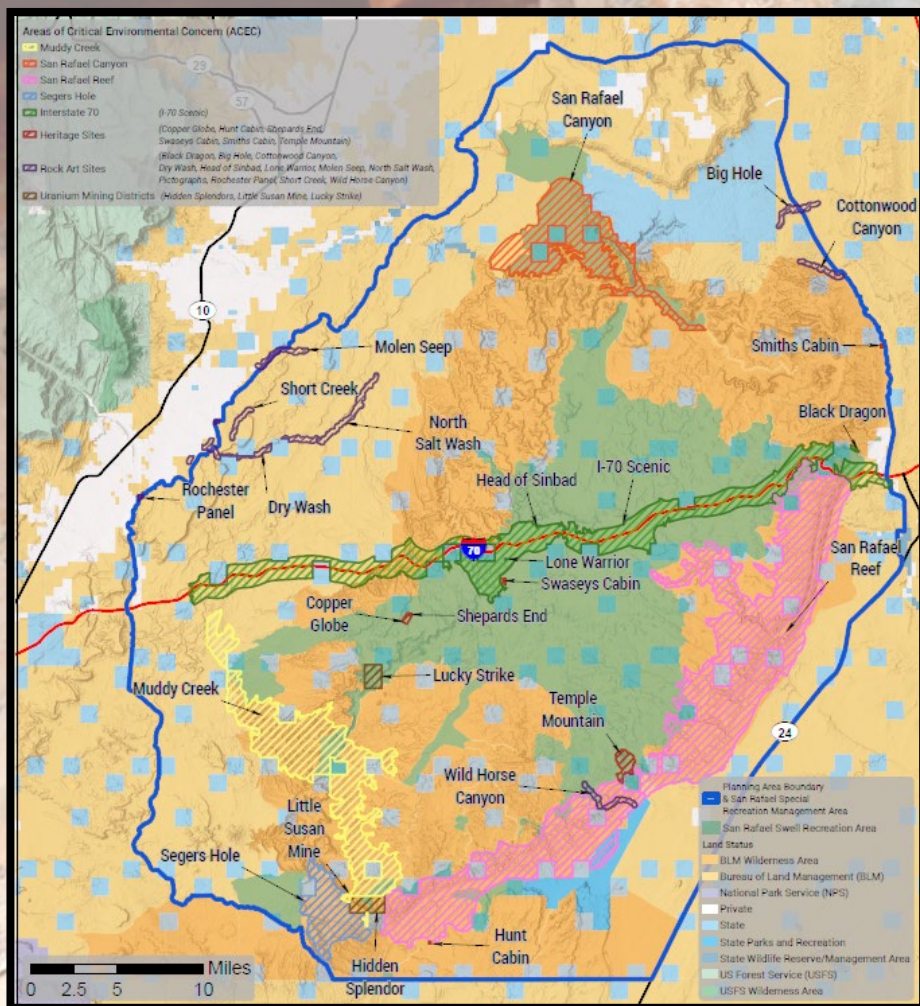 Areas of Critical Environmental Concern (ACEC)
Muddy Creek
San Rafael Canyon
San Rafael Reef
Segers Hole
Interstate 70 (I-70 Scenic)
Heritage Sites (Copper Globe, Hunt Cabin, Shepards End,
Swaseys Cabin, Smiths Cabin, Temple Mountain)
Rock Art Sites (Black Dragon, Big Hole, Cottonwood Canyon,
Dry Wash, Head of Sinbad, Lone Warrior, Molen Seep, North Salt Wash,
Pictographs, Rochester Panel, Short Creek, Wild Horse Canyon)
Uranium Mining Districts (Hidden Splendors, Little Susan Mine, Lucky Strike)
29
57
San Rafael
Canyon
Big Hole
Cottonwood
Canyon
10
Smiths Cabin
Molen Seep
Short Creek
North
Salt Wash
Black Dragon
I-70 Scenic
Head of Sinbad
Rochester
Panel
Dry Wash
70
Lone Warrior
Swaseys Cabin
San Rafael
Reef
Copper
Globe
Shepards End
Muddy Creek
Lucky Strike
Temple
Mountain
24
Wild Horse
Canyon
Little
Susan
Mine
Segers Hole
Hidden
Splendor
Hunt
Cabin
Planning Area Boundary
& San Rafael Special
Recreation Management Area
San Rafael Swell Recreation Area
Land Status
BLM Wilderness Area
Bureau of Land Management (BLM)
National Park Service (NPS)
Private
State
State Parks and Recreation
State Wildlife Reserve/Management Area
US Forest Service (USFS)
USFS Wilderness Area
Miles
0 2.5 5 10